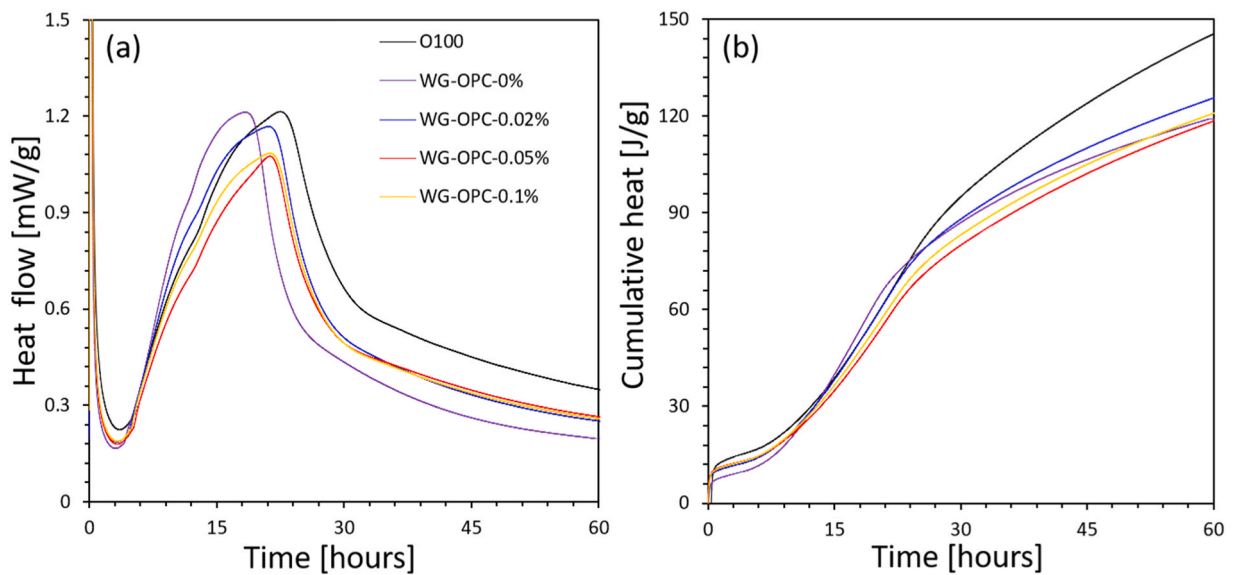 (a)
O100
WG-OPC-0%
WG-OPC-0.02%
WG-OPC-0.05%
WG-OPC-0.1%
Heat flow [mW/g]
1.5
1.2
0.9
0.6
0.3
0
0 15 30 45 60
Time [hours]
(b)
Cumulative heat [J/g]
150
120
90
60
30
0
0 15 30 45 60
Time [hours]